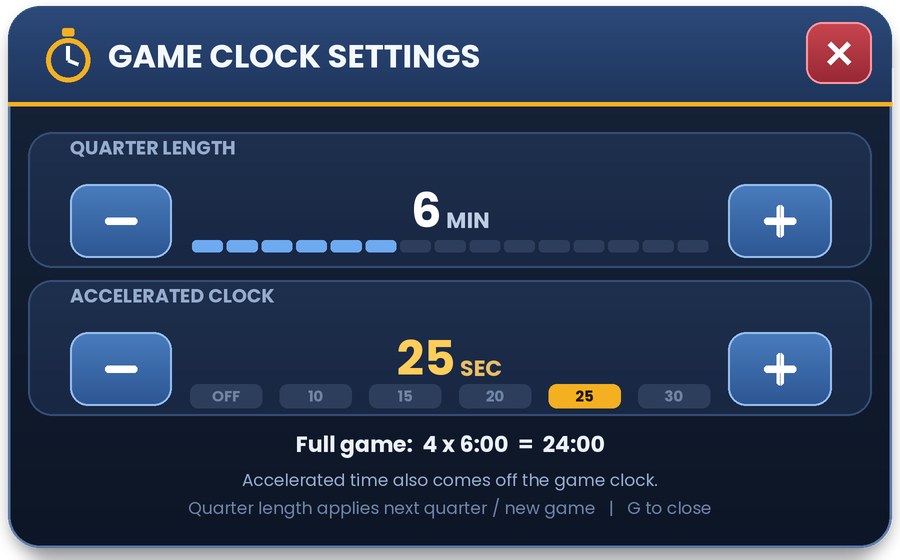 GAME CLOCK SETTINGS
QUARTER LENGTH
6 MIN
ACCELERATED CLOCK
25 SEC
OFF 10 15 20 25 30
Full game: 4 x 6:00 = 24:00
Accelerated time also comes off the game clock.
Quarter length applies next quarter / new game | G to close